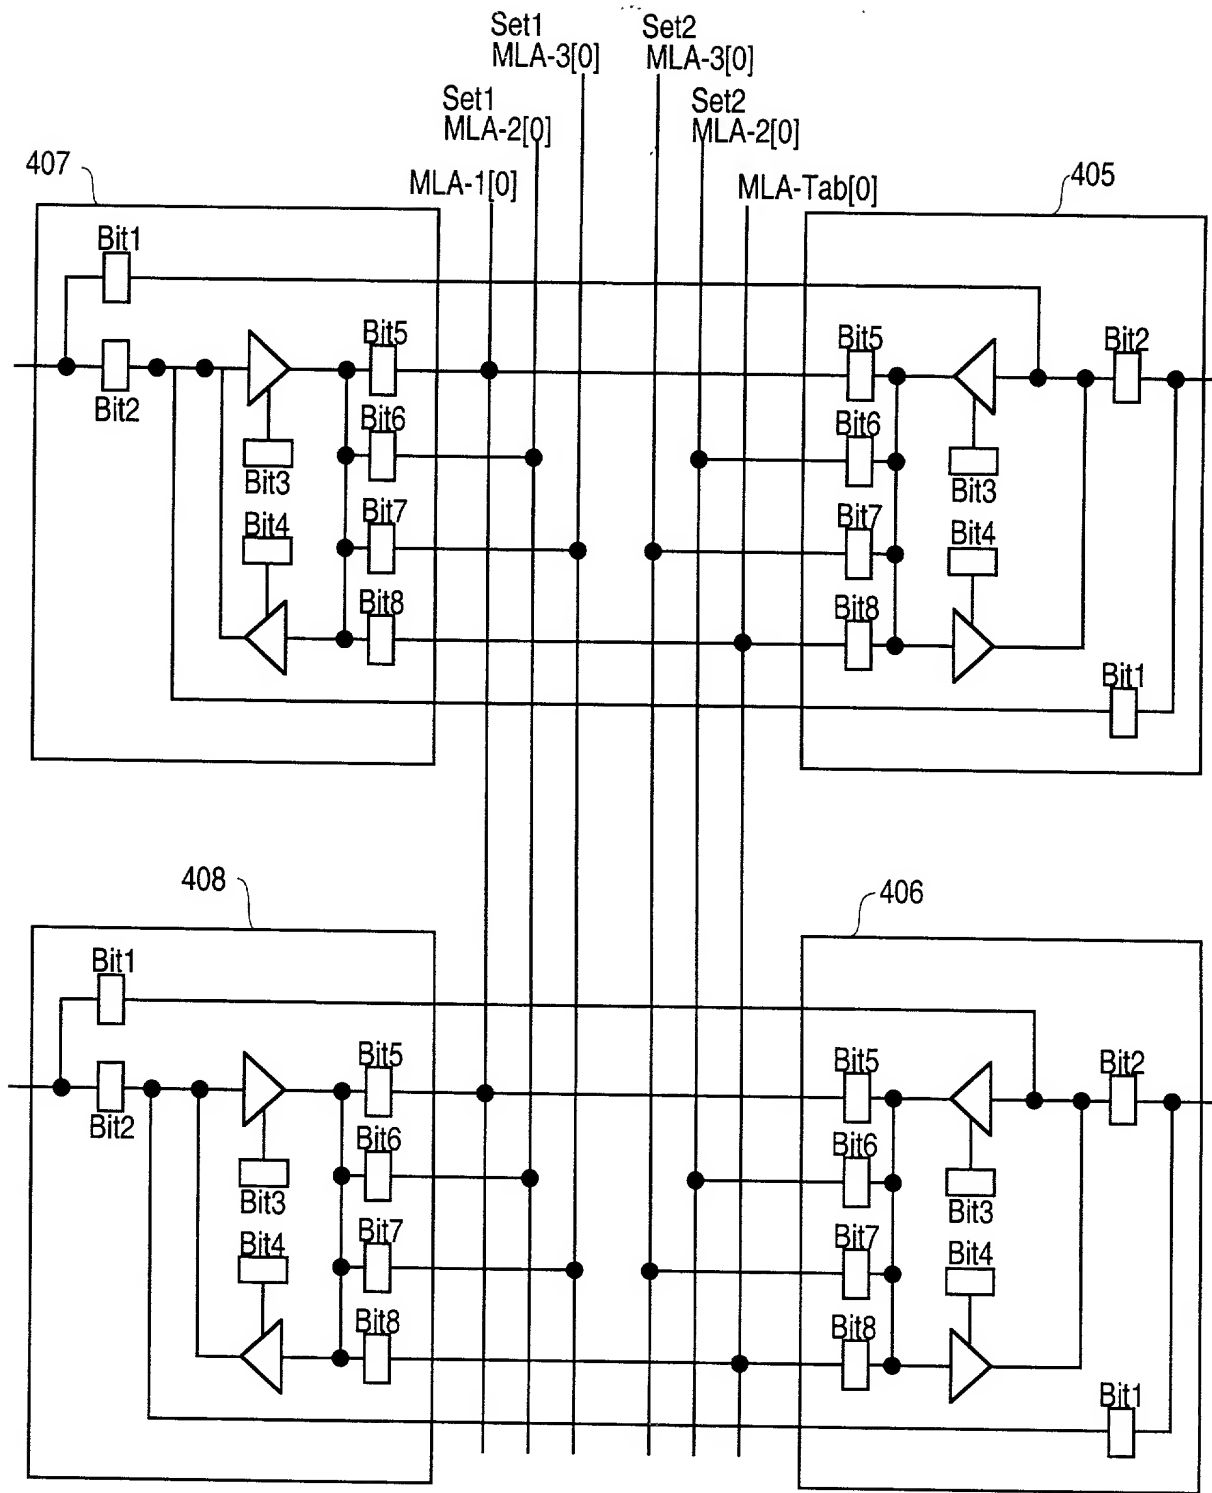 Set1
MLA-3[0]
Set2
MLA-3[0]
Set1
MLA-2[0]
Set2
MLA-2[0]
MLA-1[0]
MLA-Tab[0]
407
405
Bit1
Bit2
Bit3
Bit4
Bit5
Bit6
Bit7
Bit8
Bit5
Bit6
Bit7
Bit8
Bit3
Bit4
Bit2
Bit1
408
406
Bit1
Bit2
Bit3
Bit4
Bit5
Bit6
Bit7
Bit8
Bit5
Bit6
Bit7
Bit8
Bit3
Bit4
Bit2
Bit1